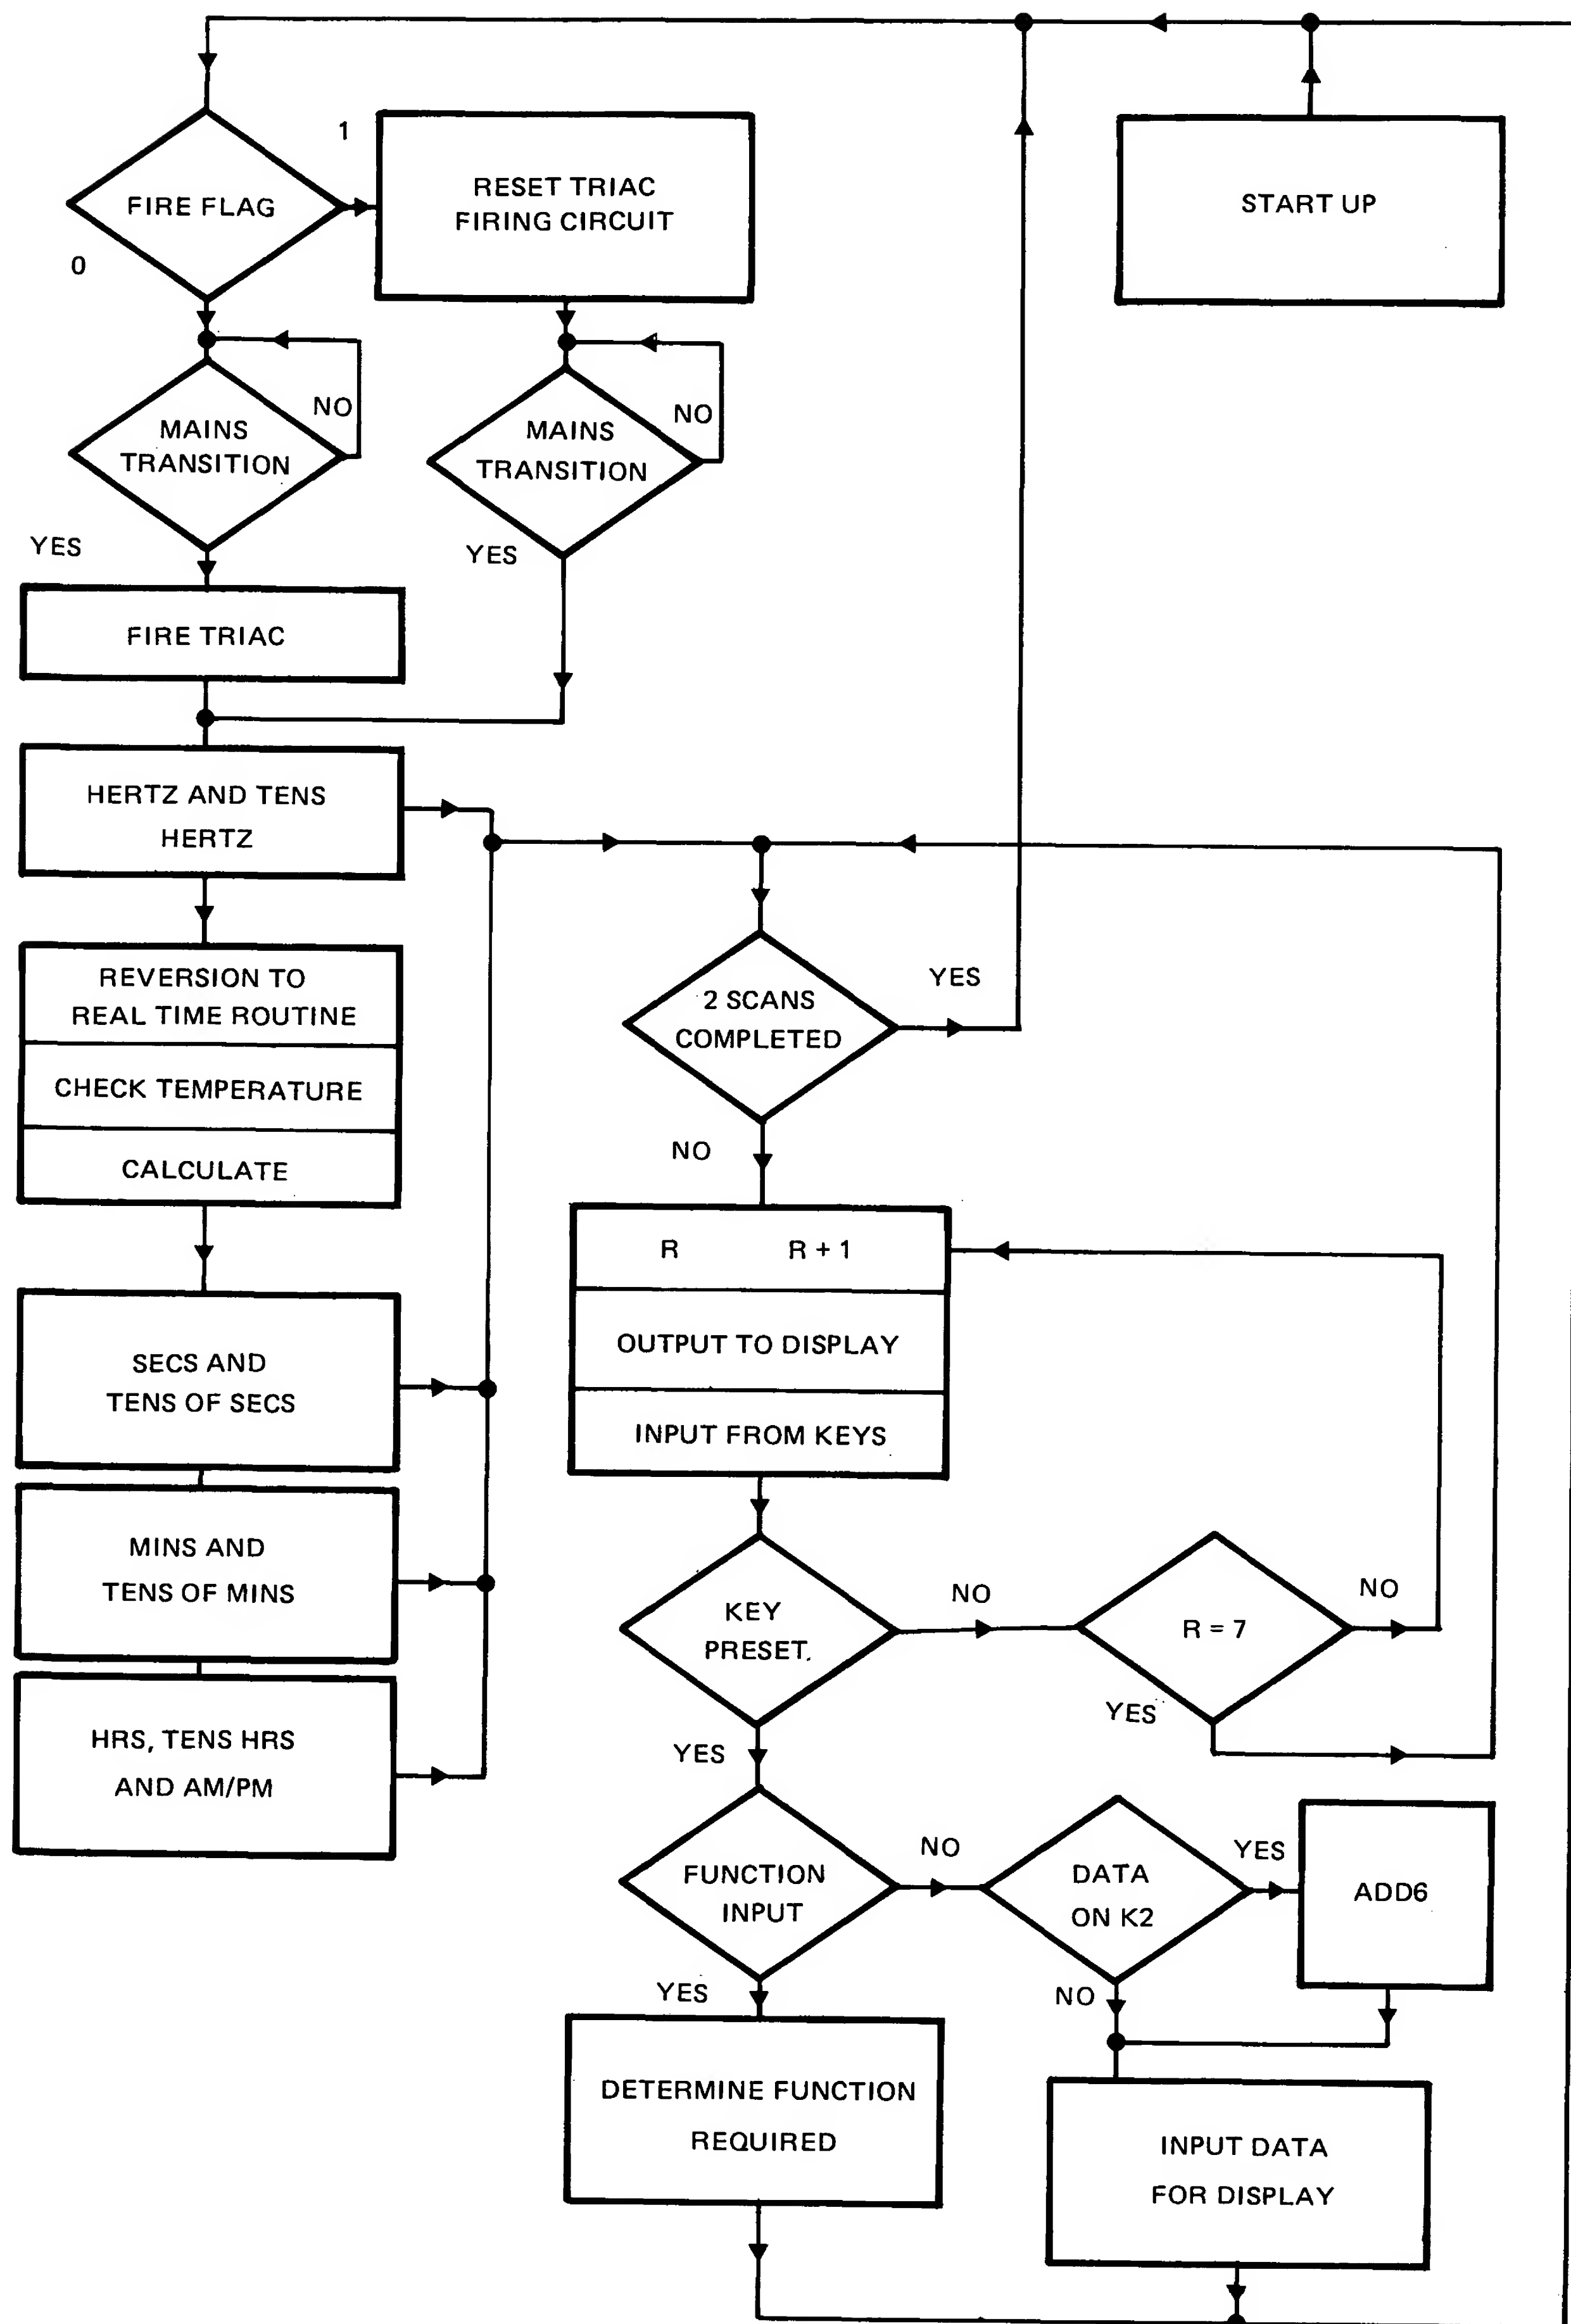 1
FIRE FLAG
0
RESET TRIAC
FIRING CIRCUIT
START UP
MAINS
TRANSITION
NO
YES
MAINS
TRANSITION
NO
YES
FIRE TRIAC
HERTZ AND TENS
HERTZ
REVERSION TO
REAL TIME ROUTINE
CHECK TEMPERATURE
CALCULATE
SECS AND
TENS OF SECS
MINS AND
TENS OF MINS
HRS, TENS HRS
AND AM/PM
2 SCANS
COMPLETED
YES
NO
R R + 1
OUTPUT TO DISPLAY
INPUT FROM KEYS
KEY
PRESET.
NO
YES
R = 7
NO
YES
FUNCTION
INPUT
NO
YES
DATA
ON K2
YES
NO
ADD6
DETERMINE FUNCTION
REQUIRED
INPUT DATA
FOR DISPLAY